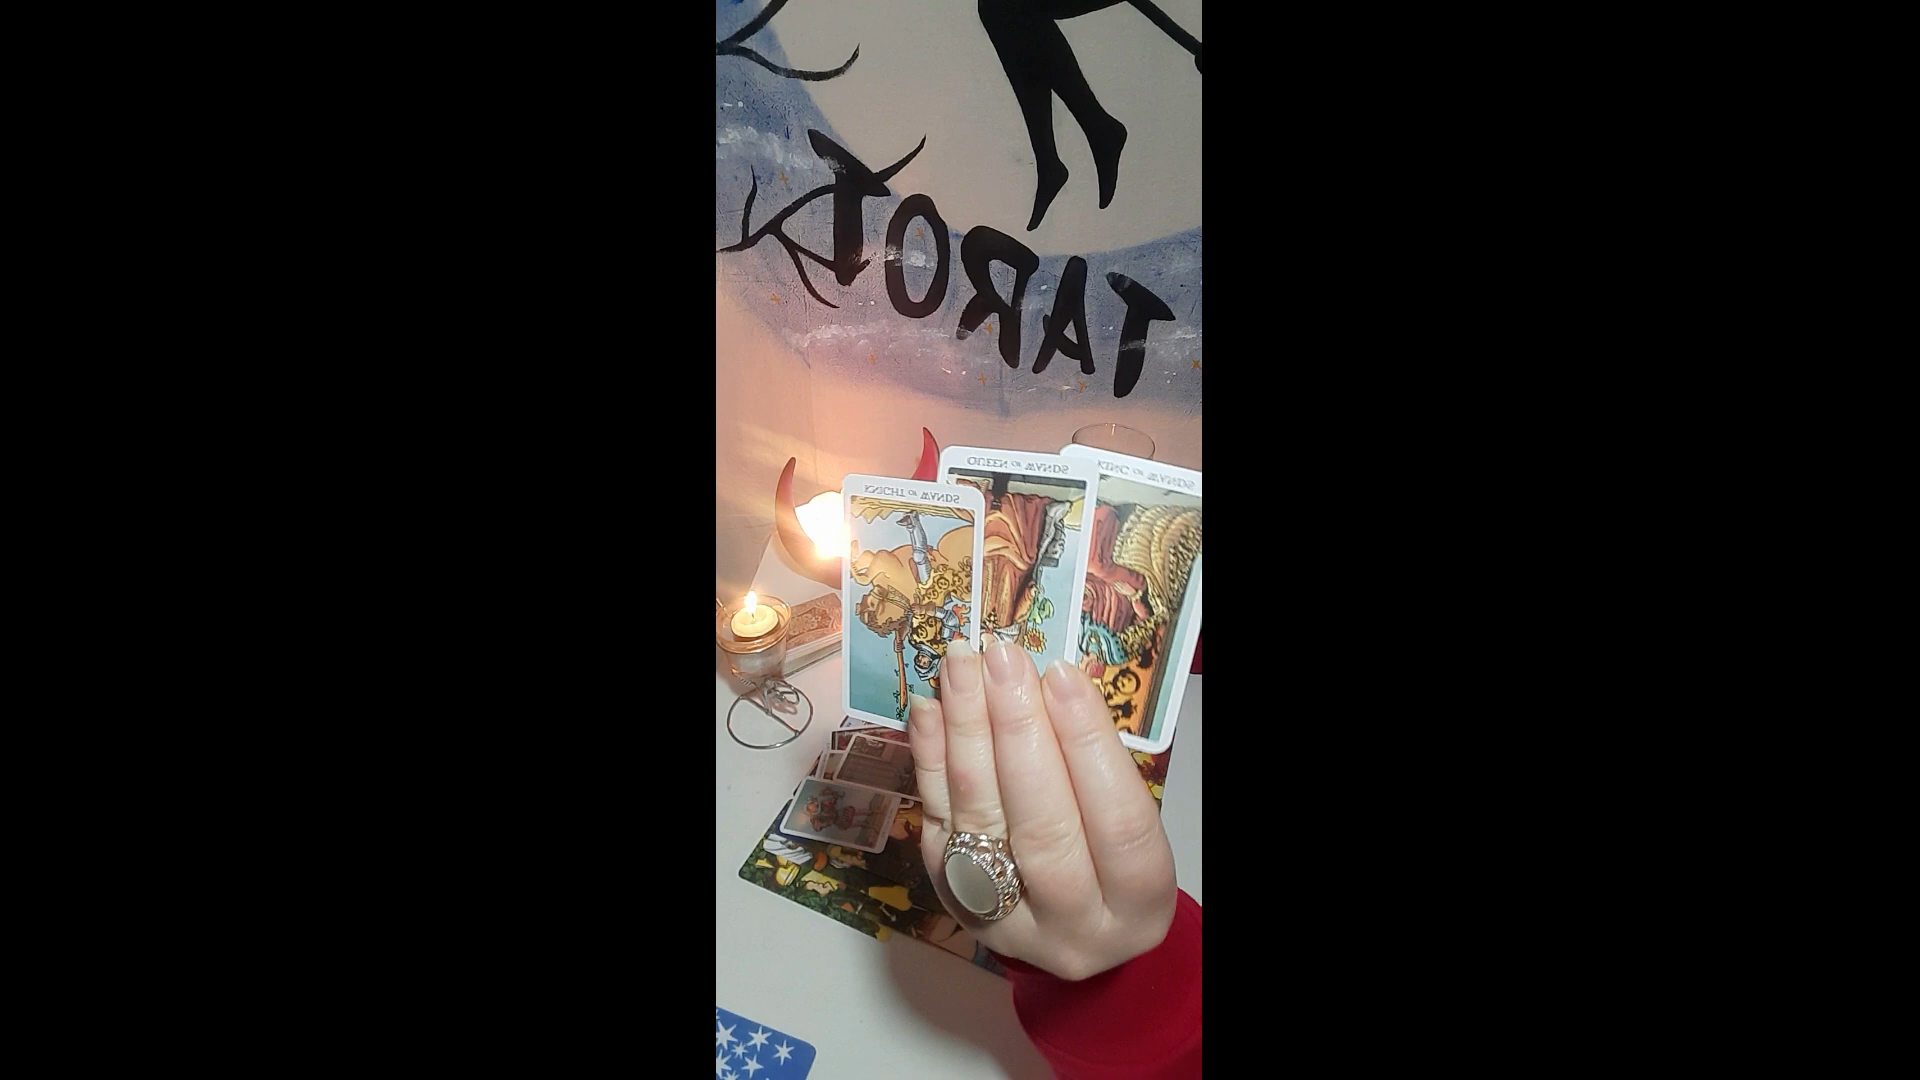 TAROT
KNIGHT OF WANDS
QUEEN OF WANDS
KING OF WANDS